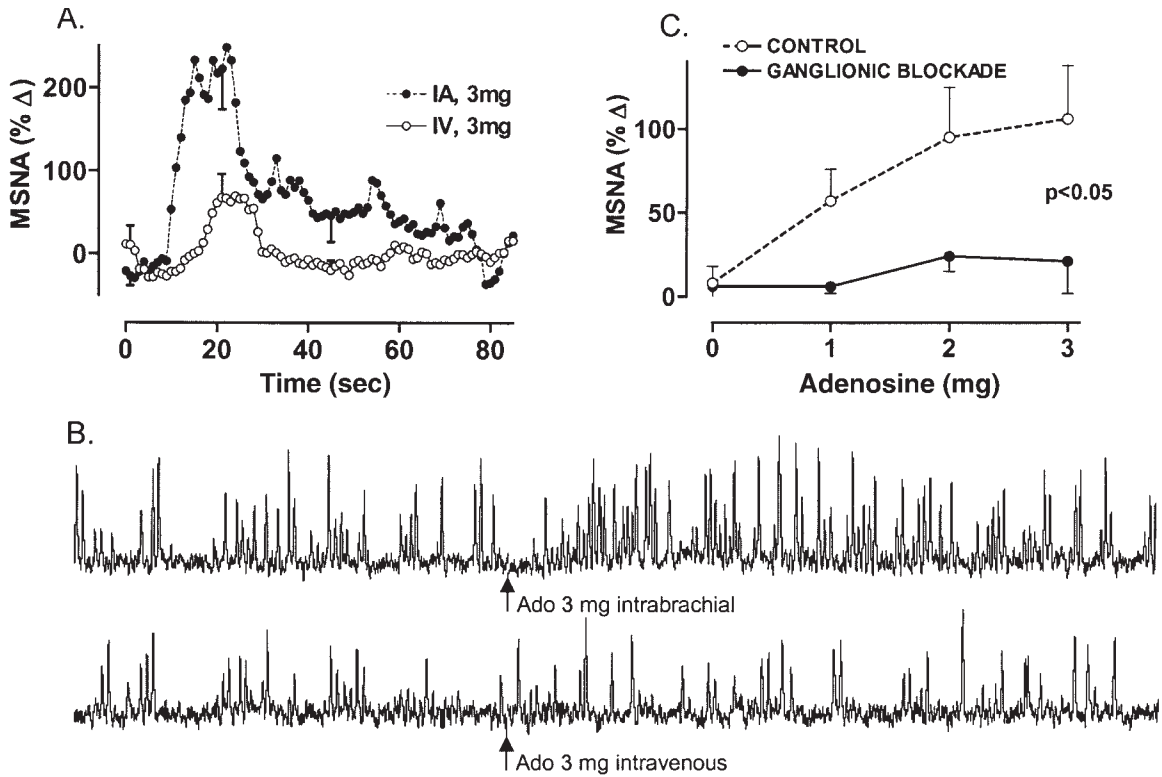 A.
MSNA (% Δ)
200
100
0
IA, 3mg
IV, 3mg
0 20 40 60 80
Time (sec)
C.
CONTROL
GANGLIONIC BLOCKADE
MSNA (% Δ)
100
50
0
p<0.05
0 1 2 3
Adenosine (mg)
B.
Ado 3 mg intrabrachial
Ado 3 mg intravenous